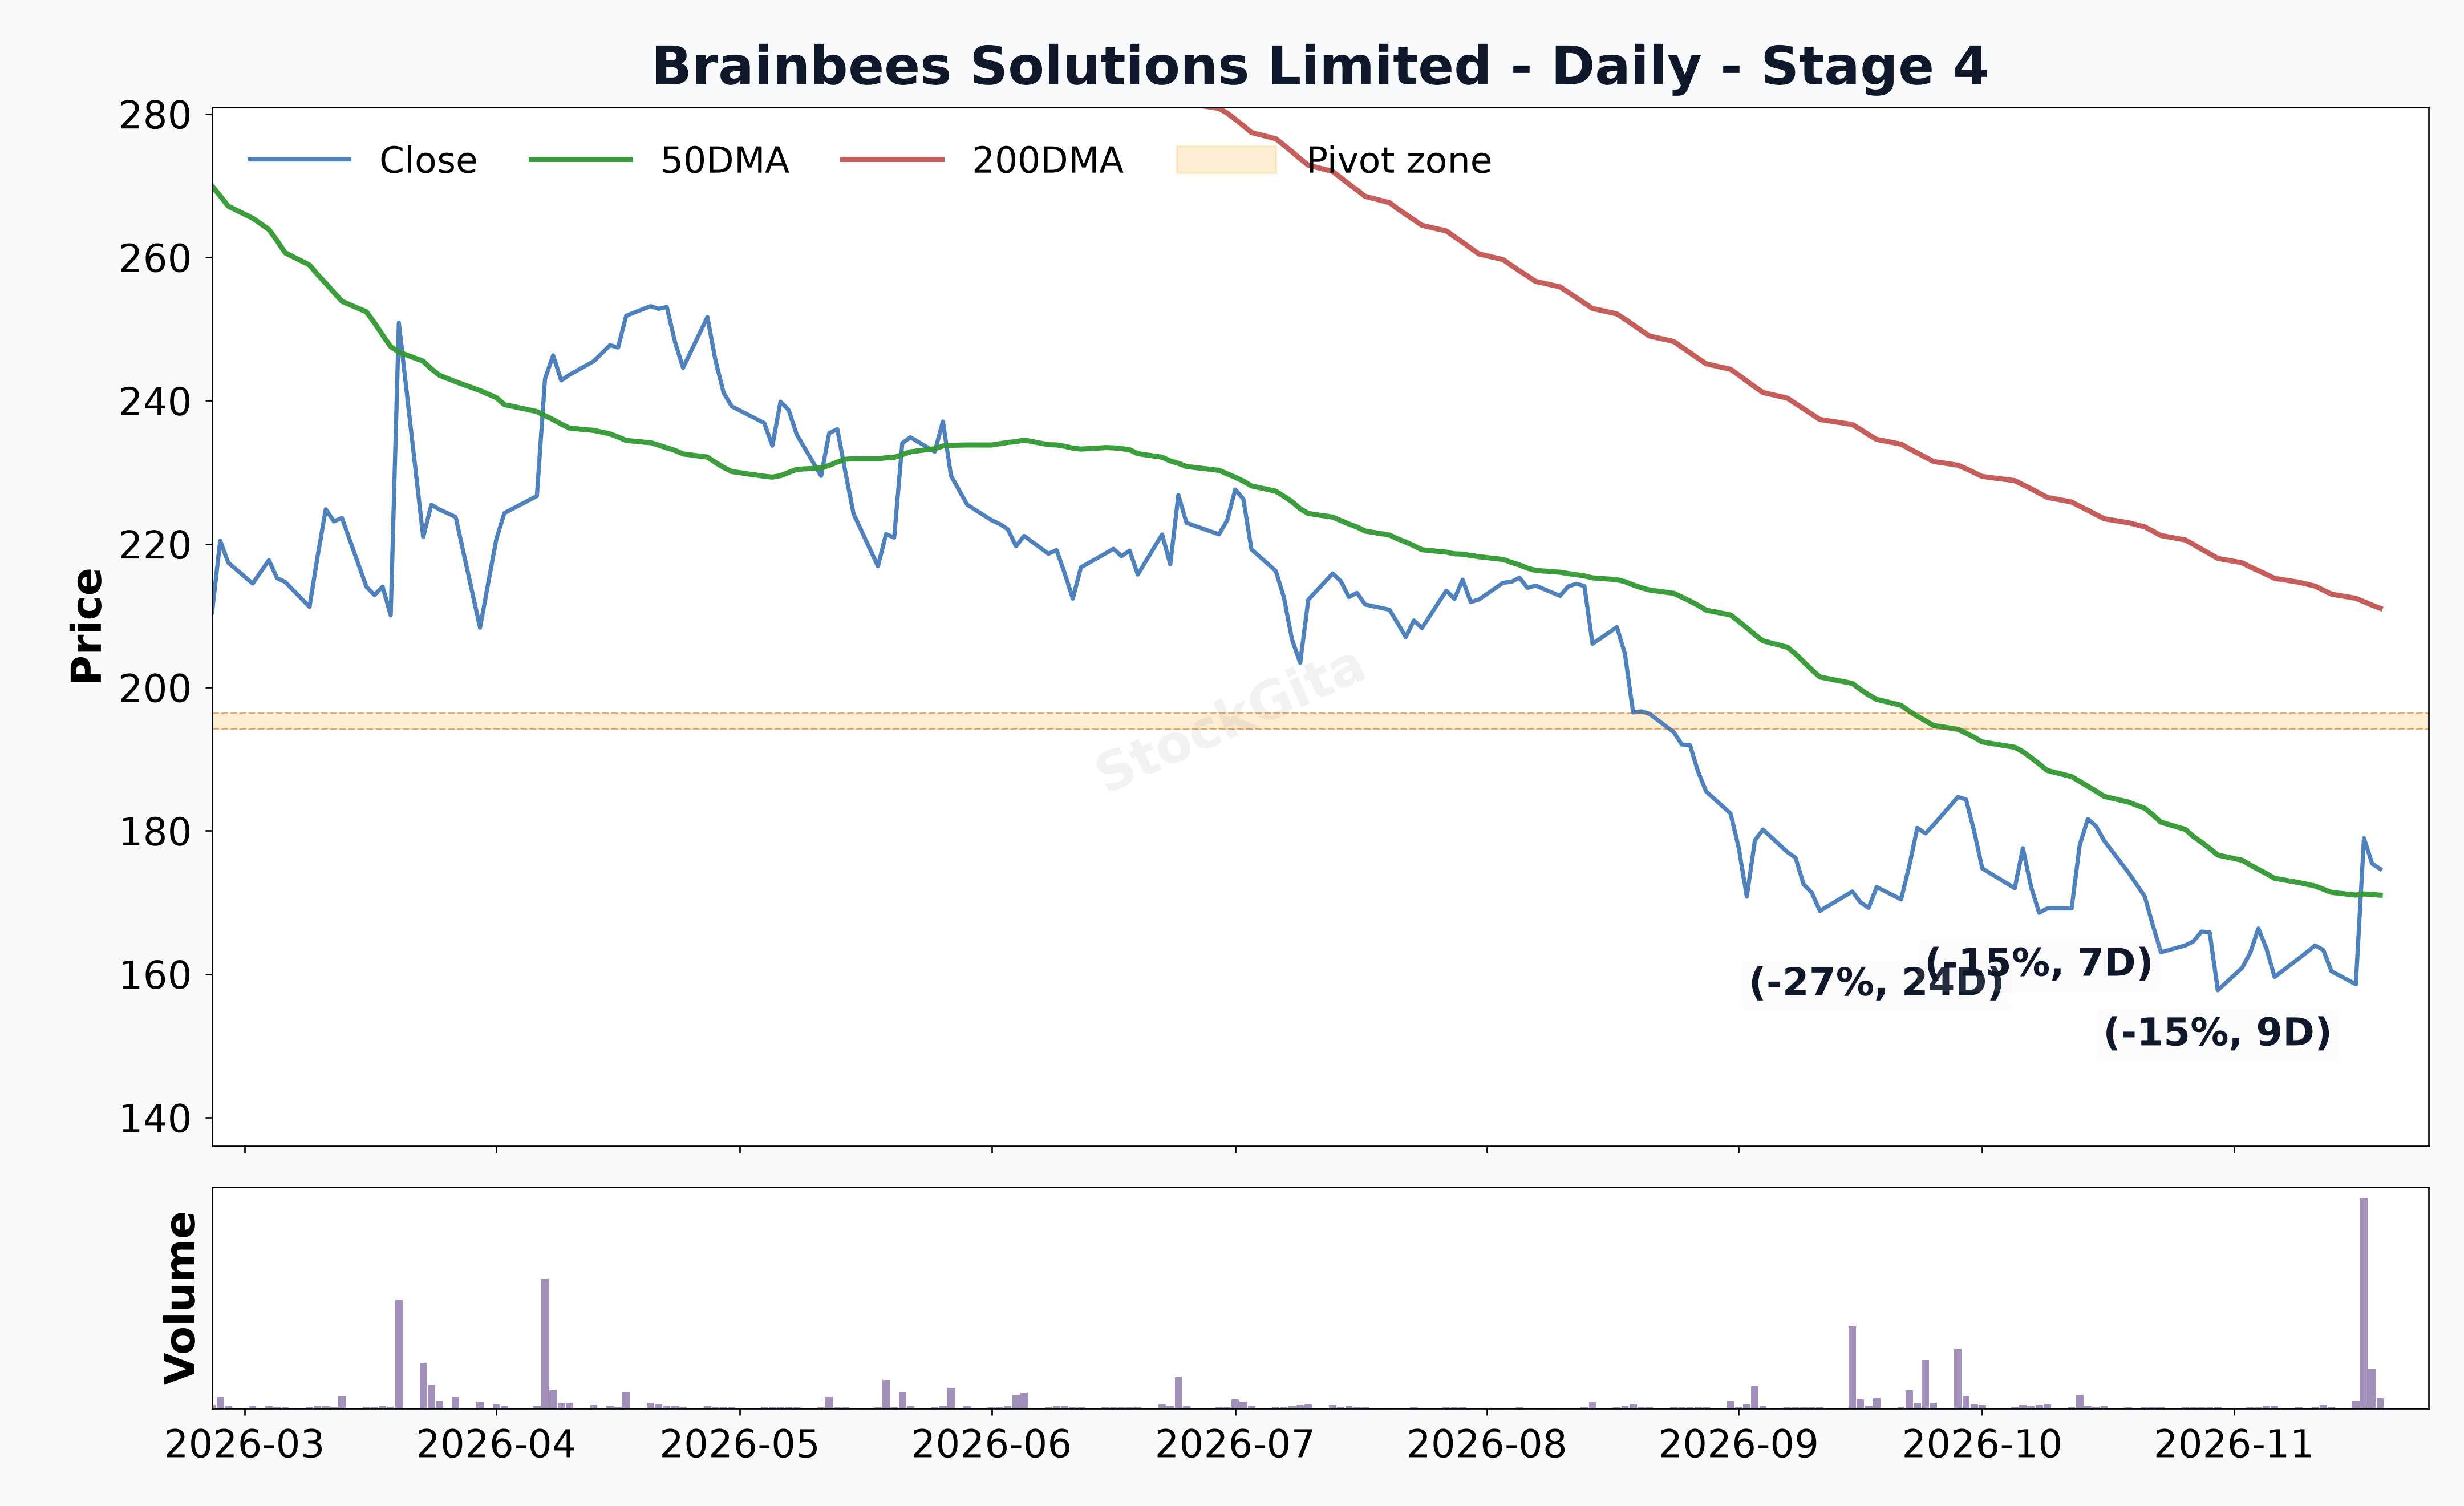 Brainbees Solutions Limited - Daily - Stage 4
Close 50DMA 200DMA Pivot zone
Price
280
260
240
220
200
180
160
140
StockGita
(-27%, 24D)
(-15%, 7D)
(-15%, 9D)
Volume
2026-03 2026-04 2026-05 2026-06 2026-07 2026-08 2026-09 2026-10 2026-11